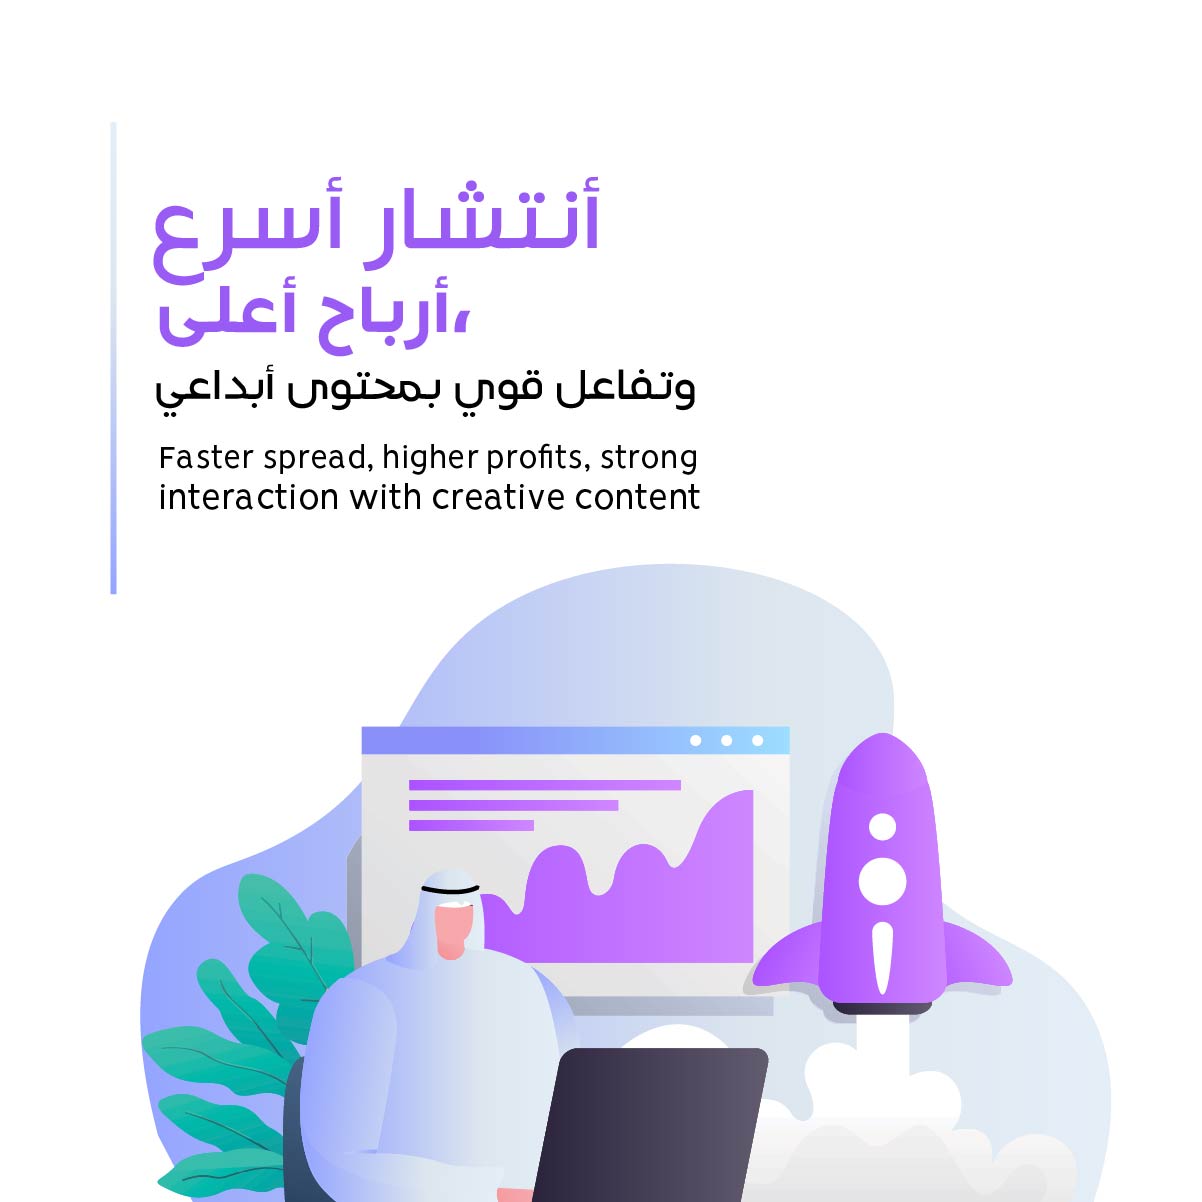 أنتشار أسرع
،أرباح أعلى
وتفاعل قوي بمحتوى أبداعي
Faster spread, higher profits, strong
interaction with creative content